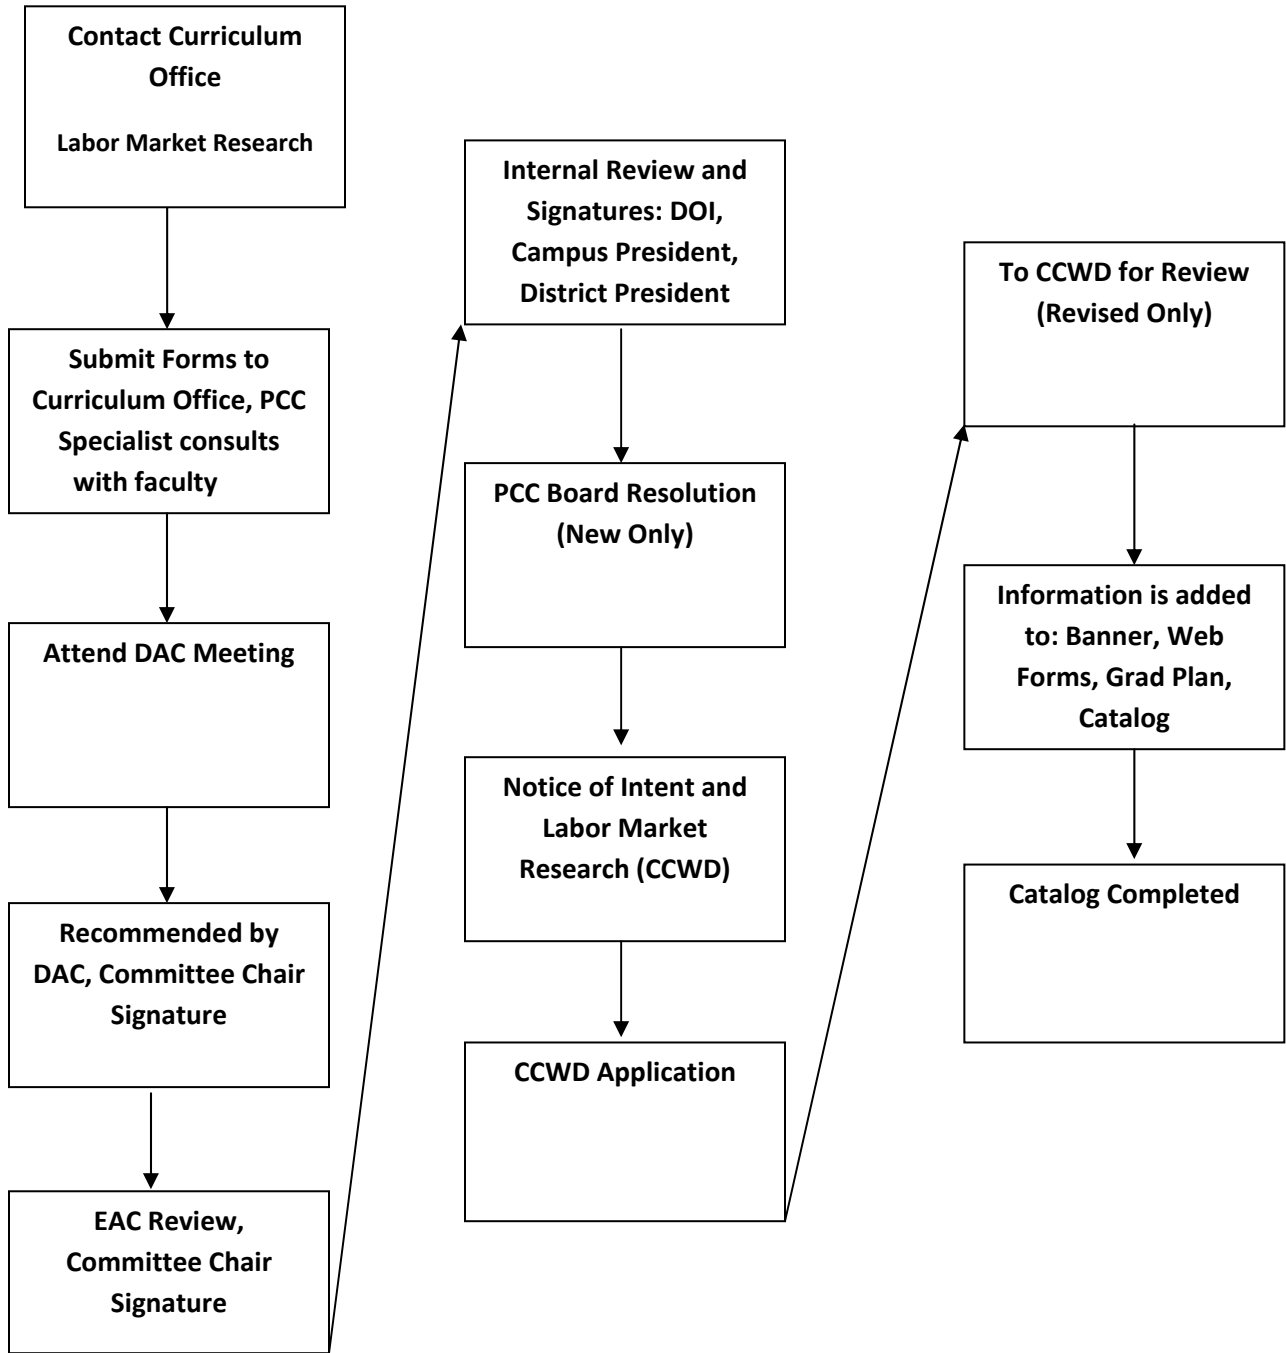 Contact Curriculum
Office
Labor Market Research
Submit Forms to
Curriculum Office, PCC
Specialist consults
with faculty
Attend DAC Meeting
Recommended by
DAC, Committee Chair
Signature
EAC Review,
Committee Chair
Signature
Internal Review and
Signatures: DOI,
Campus President,
District President
PCC Board Resolution
(New Only)
Notice of Intent and
Labor Market
Research (CCWD)
CCWD Application
To CCWD for Review
(Revised Only)
Information is added
to: Banner, Web
Forms, Grad Plan,
Catalog
Catalog Completed